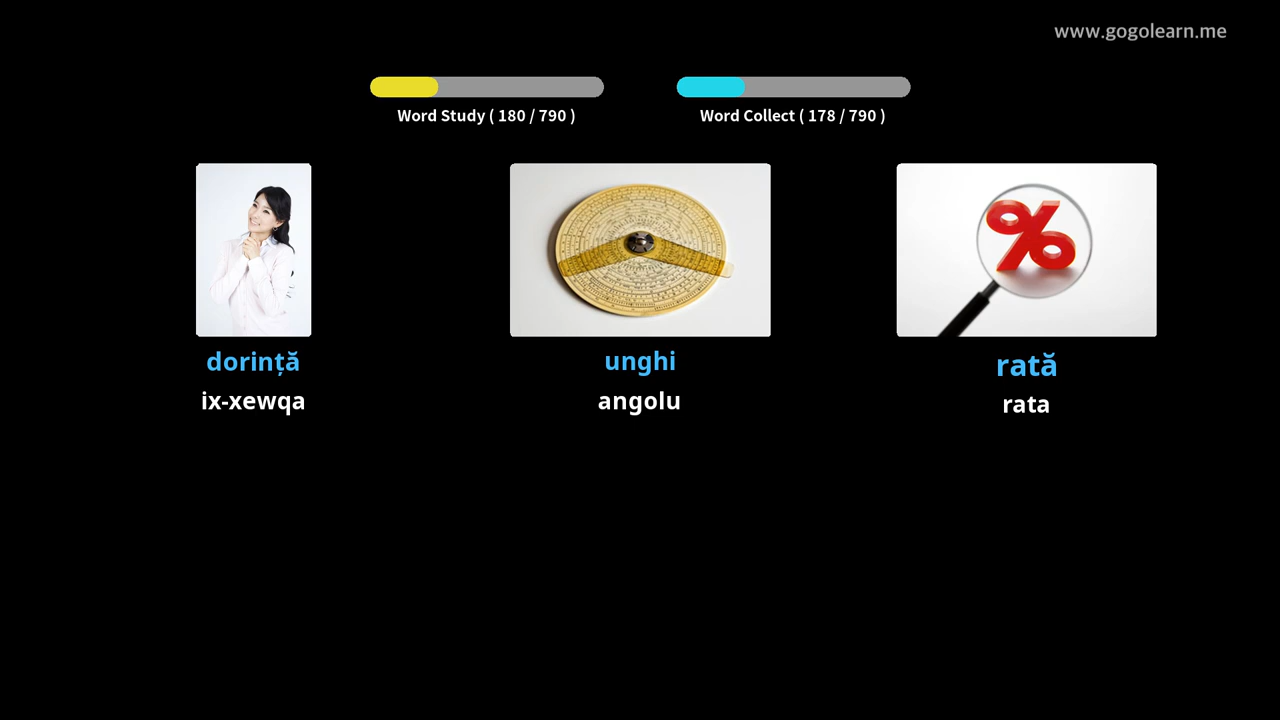 www.gogolearn.me
Word Study ( 180 / 790 )
Word Collect ( 178 / 790 )
%
dorință
unghi
rată
ix-xewqa
angolu
rata